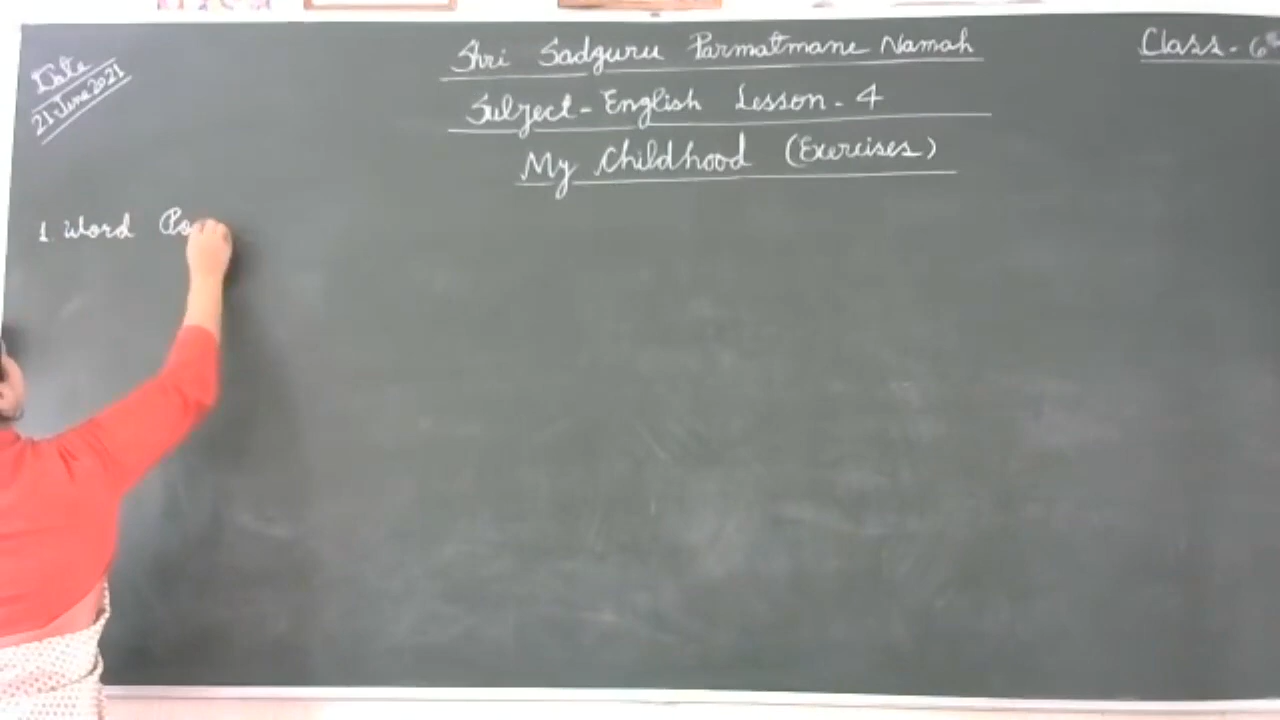 Date
21 June 2021
Shri Sadguru Parmatmane Namah
Class - 6th
Subject - English Lesson - 4
My Childhood (Exercises)
1. Word Po